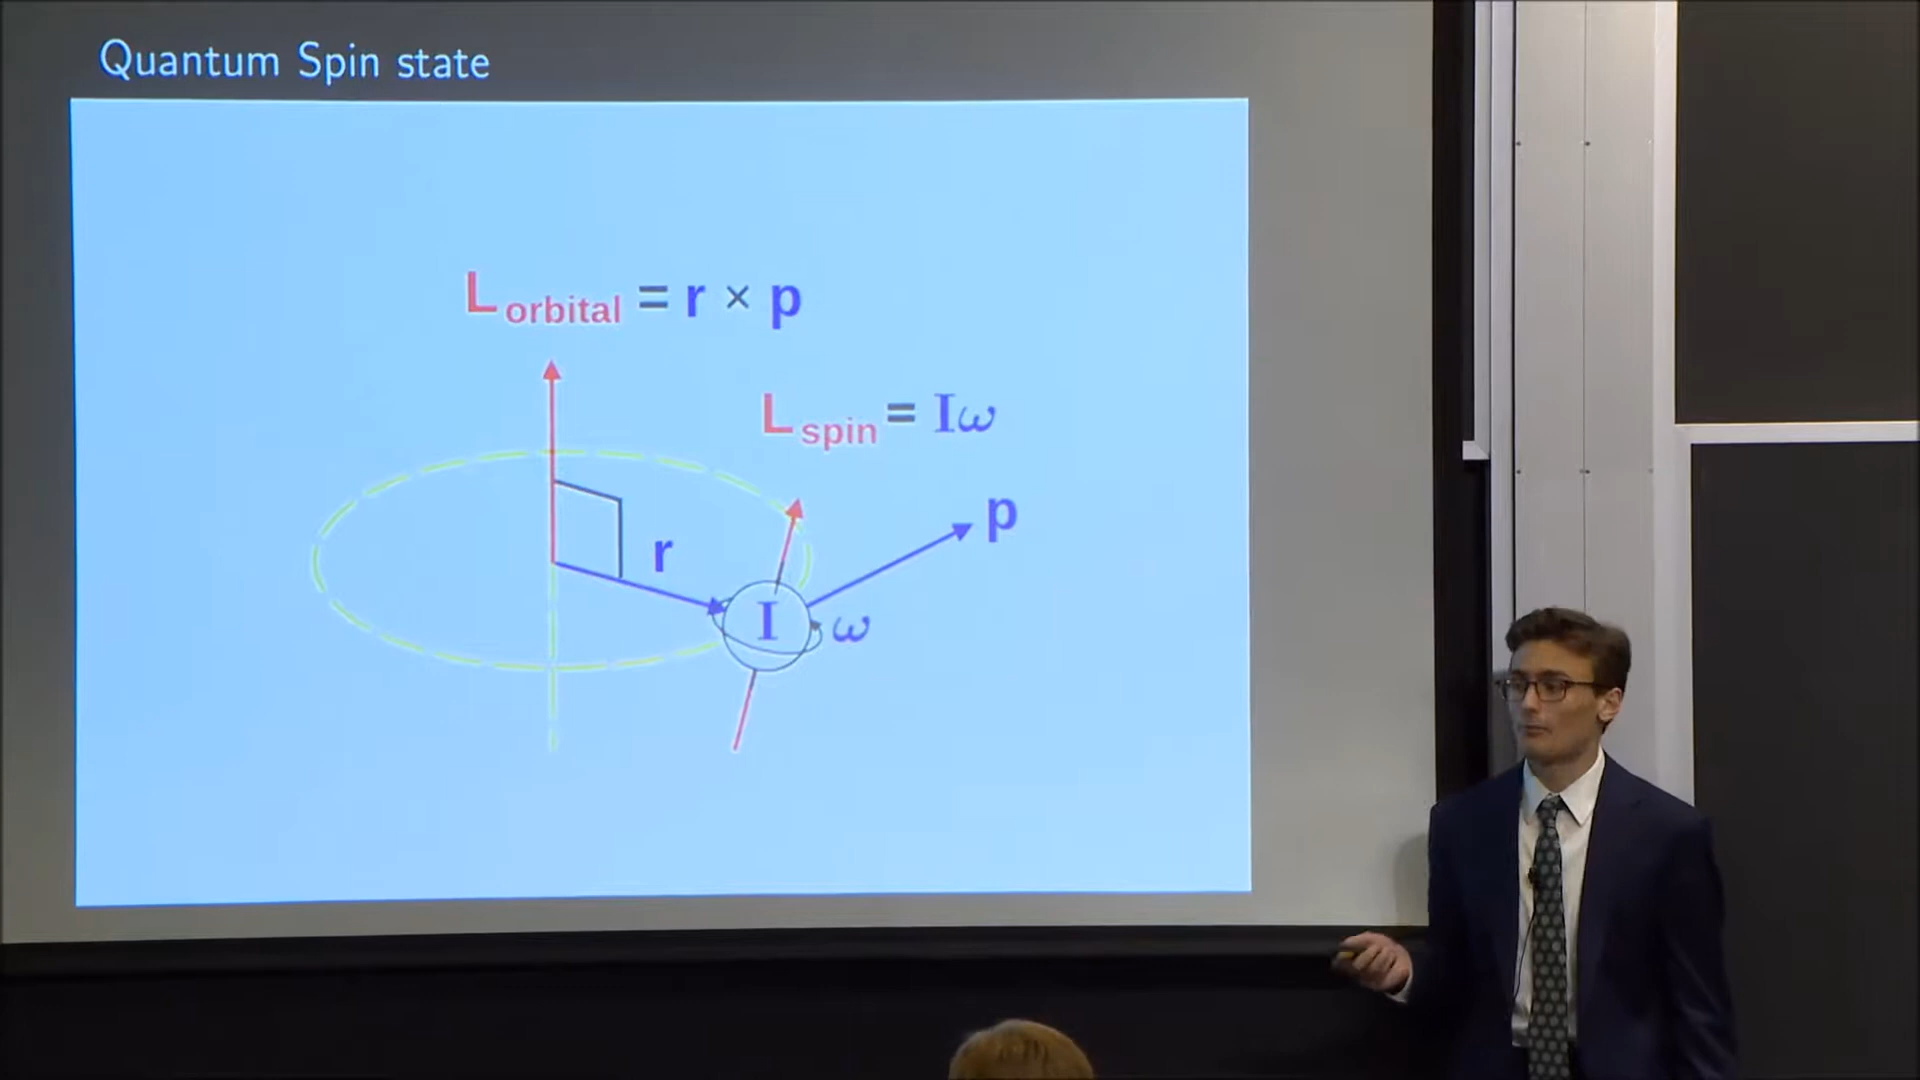 Quantum Spin state
L orbital = r × p
L spin = Iω
p
r
I
ω